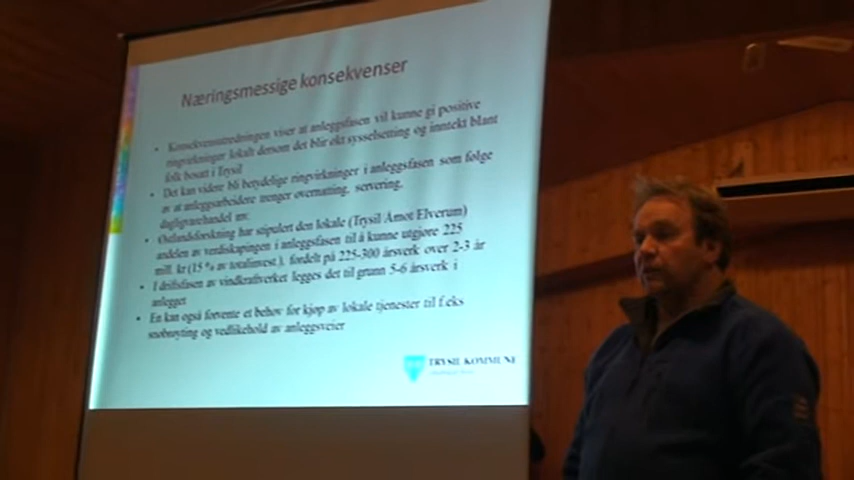 Næringsmessige konsekvenser
• Konsekvensutredningen viser at anleggsfasen vil kunne gi positive
ringvirkninger lokalt dersom det blir økt sysselsetting og inntekt blant
folk bosatt i Trysil
• Det kan videre bli betydelige ringvirkninger i anleggsfasen som følge
av at anleggsarbeidere trenger overnatting, servering,
dagligvarehandel mv.
• Østlandsforskning har stipulert den lokale (Trysil Åmot Elverum)
andelen av verdiskapingen i anleggsfasen til å kunne utgjøre 225
mill. kr (15 % av totalinvest.), fordelt på 225-300 årsverk over 2-3 år
• I driftsfasen av vindkraftverket legges det til grunn 5-6 årsverk i
anlegget
• En kan også forvente et behov for kjøp av lokale tjenester til f.eks
snøbrøyting og vedlikehold av anleggsveier
TRYSIL KOMMUNE